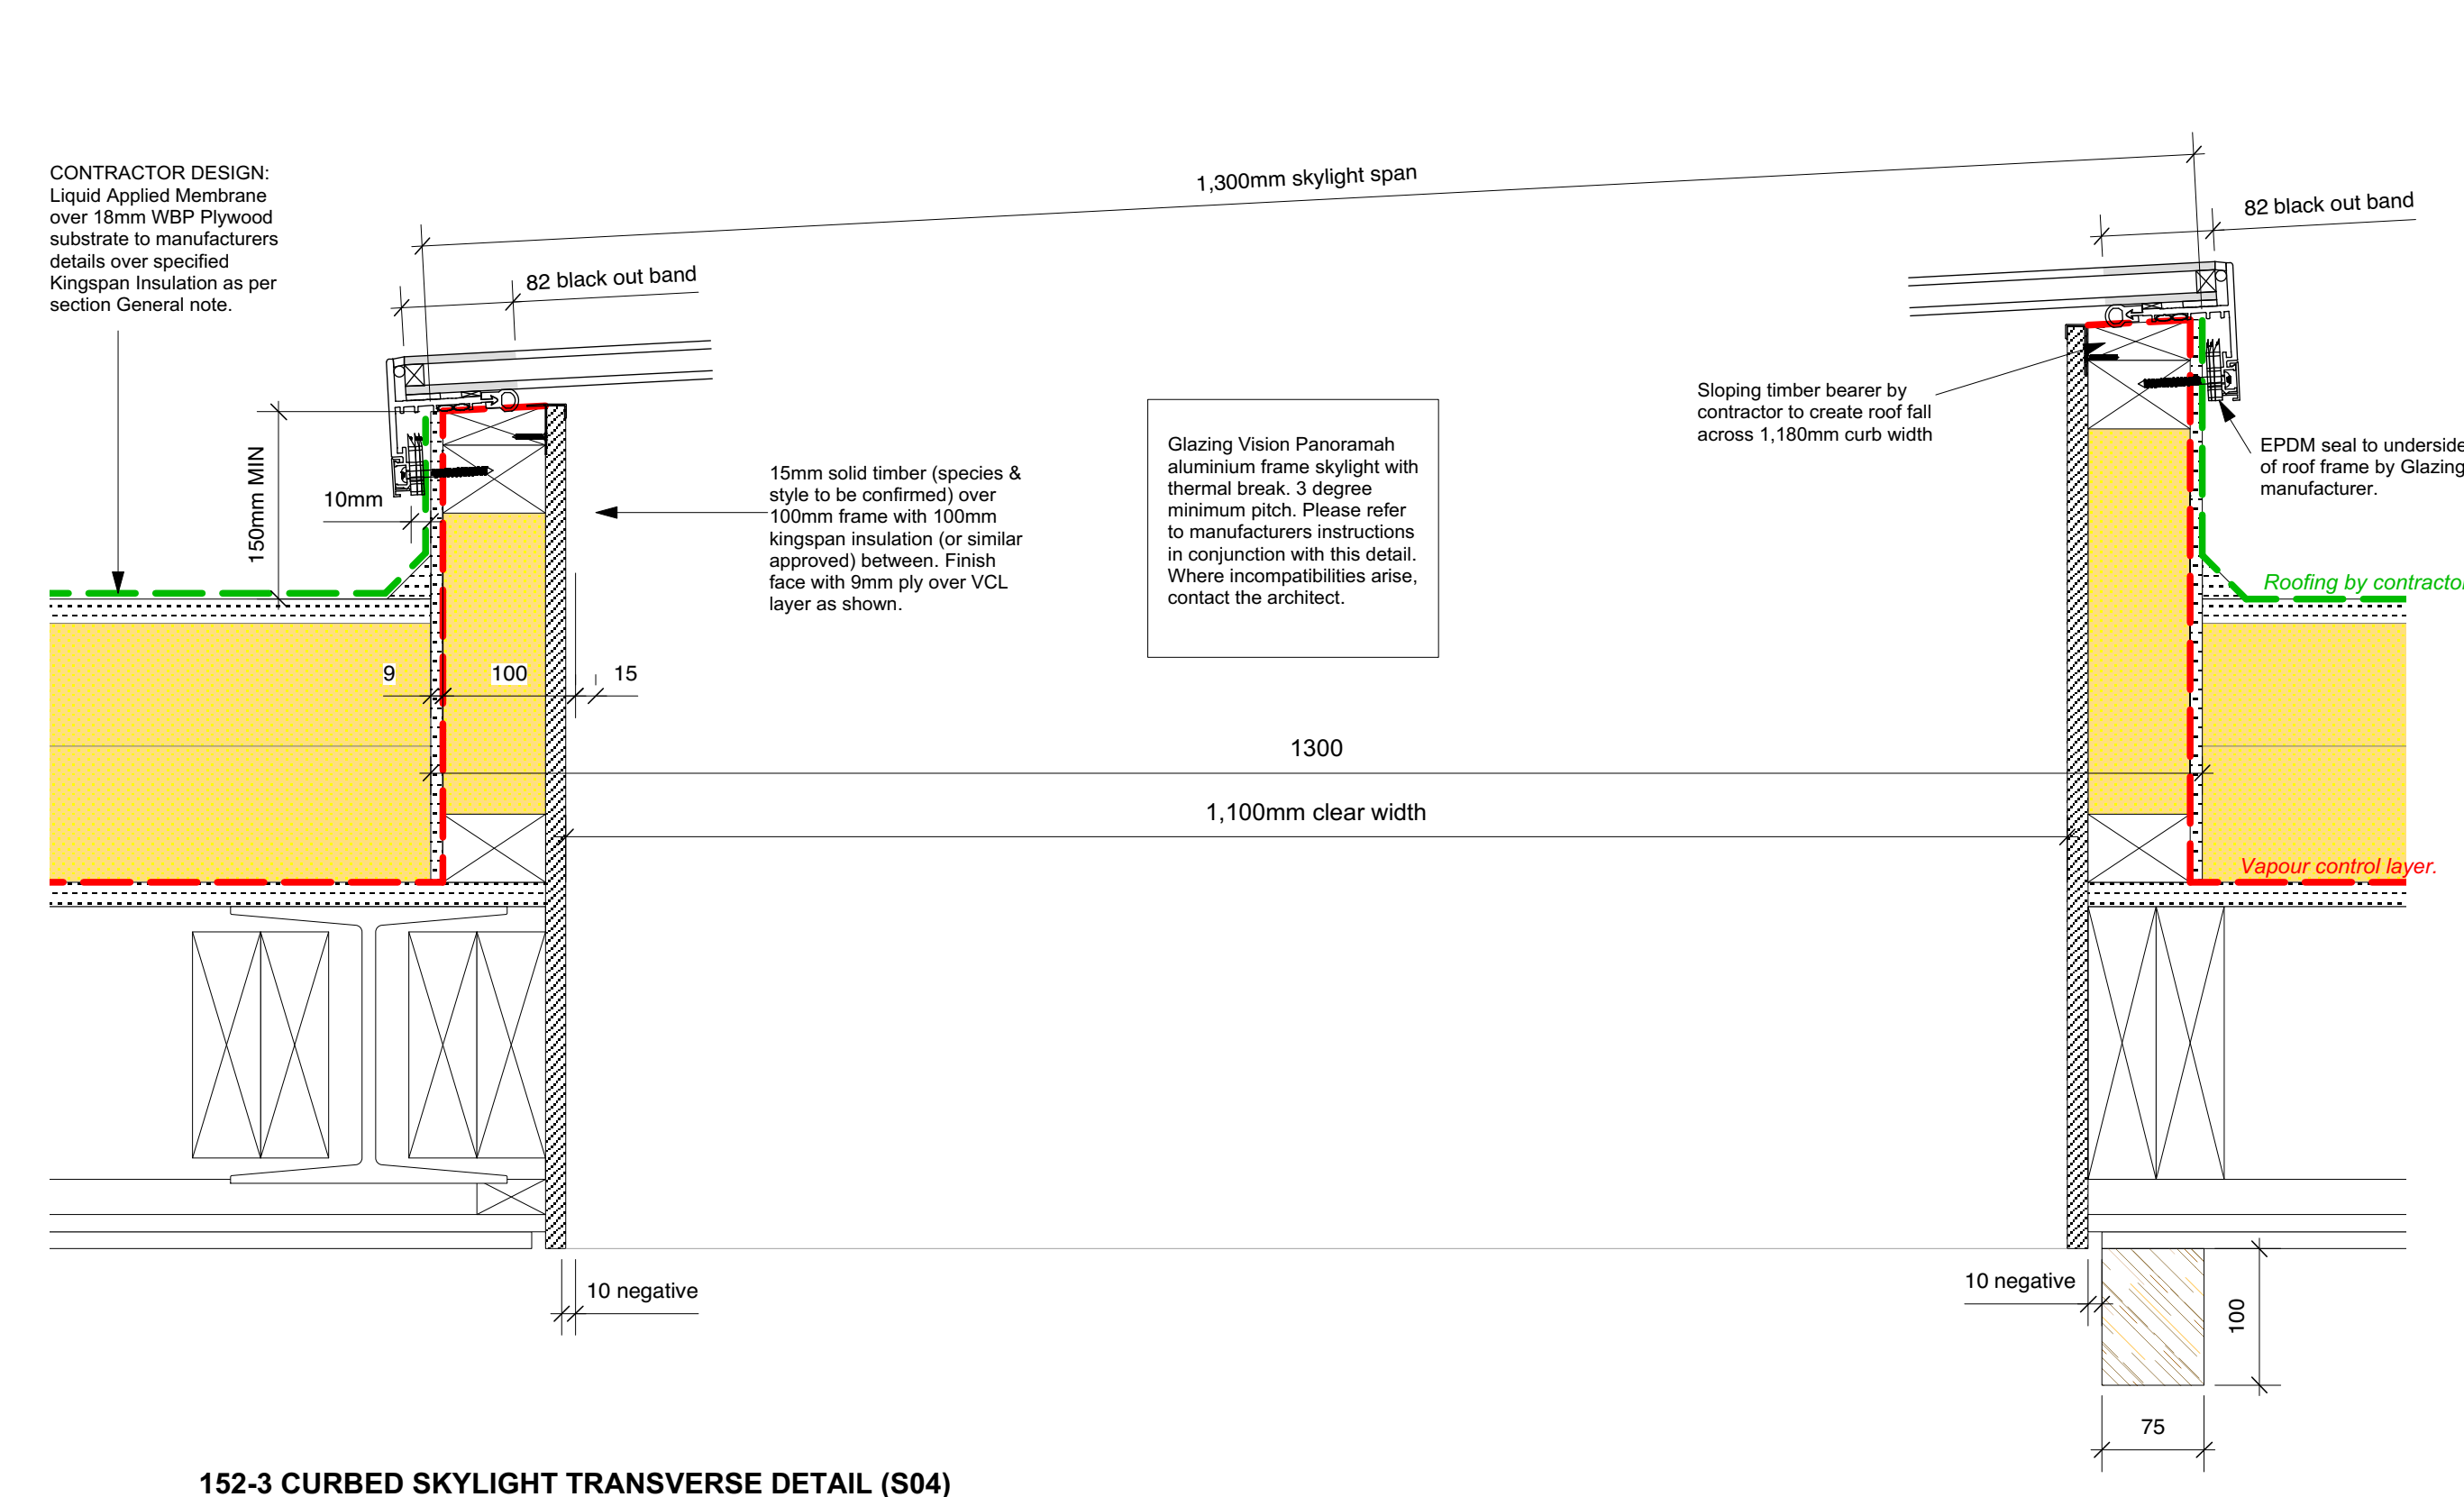 1,300mm skylight span
CONTRACTOR DESIGN:
Liquid Applied Membrane
over 18mm WBP Plywood
substrate to manufacturers
details over specified
Kingspan Insulation as per
section General note.
82 black out band
82 black out band
Sloping timber bearer by
contractor to create roof fall
across 1,180mm curb width
Glazing Vision Panoramah
aluminium frame skylight with
thermal break. 3 degree
minimum pitch. Please refer
to manufacturers instructions
in conjunction with this detail.
Where incompatibilities arise,
contact the architect.
EPDM seal to underside
of roof frame by Glazing
manufacturer.
15mm solid timber (species &
style to be confirmed) over
100mm frame with 100mm
kingspan insulation (or similar
approved) between. Finish
face with 9mm ply over VCL
layer as shown.
150mm MIN
10mm
Roofing by contractor
9
100
15
1300
1,100mm clear width
Vapour control layer.
10 negative
10 negative
100
75
152-3 CURBED SKYLIGHT TRANSVERSE DETAIL (S04)